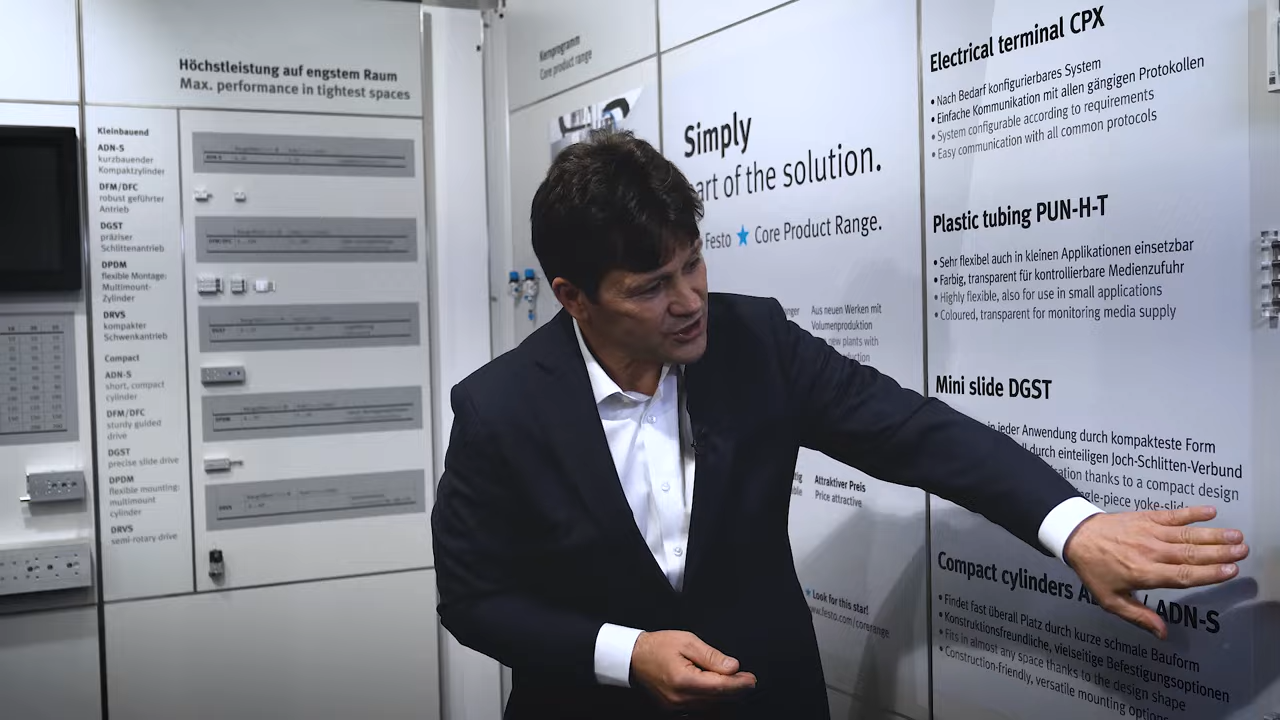 Höchstleistung auf engstem Raum
Max. performance in tightest spaces
Kleinbauend
ADN-S
kurzbauender
Kompaktzylinder
DFM/DFC
robust geführter
Antrieb
DGST
präziser
Schlittenantrieb
DPDM
flexible Montage:
Multimount-
Zylinder
DRVS
kompakter
Schwenkantrieb
Compact
ADN-S
short, compact
cylinder
DFM/DFC
sturdy guided
drive
DGST
precise slide drive
DPDM
flexible mounting:
multimount
cylinder
DRVS
semi-rotary drive
Kernprogramm
Core product range
Simply
art of the solution.
Festo ★ Core Product Range.
Aus neuen Werken mit
Volumenproduktion
new plants with
Attraktiver Preis
Price attractive
* Look for this star!
www.festo.com/corerange
Electrical terminal CPX
• Nach Bedarf konfigurierbares System
• Einfache Kommunikation mit allen gängigen Protokollen
• System configurable according to requirements
• Easy communication with all common protocols
Plastic tubing PUN-H-T
• Sehr flexibel auch in kleinen Applikationen einsetzbar
• Farbig, transparent für kontrollierbare Medienzufuhr
• Highly flexible, also for use in small applications
• Coloured, transparent for monitoring media supply
Mini slide DGST
in jeder Anwendung durch kompakteste Form
durch einteiligen Joch-Schlitten-Verbund
thanks to a compact design
Compact cylinders / ADN-S
• Findet fast überall Platz durch kurze schmale Bauform
• Konstruktionsfreundliche, vielseitige Befestigungsoptionen
• Fits in almost any space thanks to the design shape
• Construction-friendly, versatile mounting